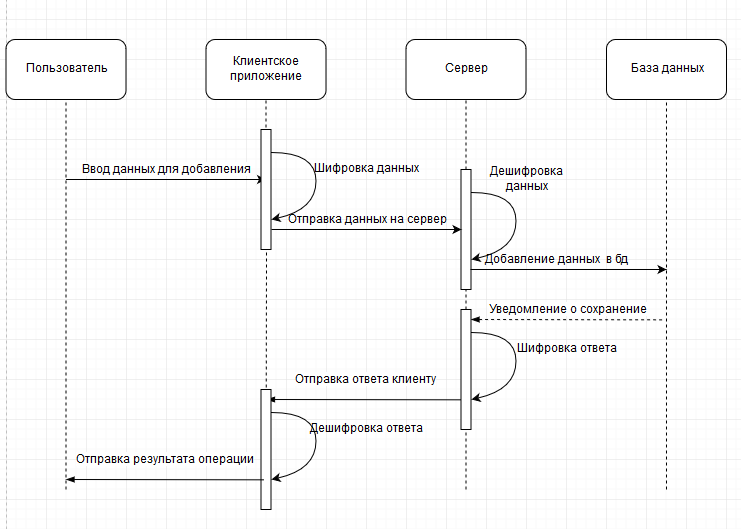 Пользователь
Клиентское
приложение
Сервер
База данных
Ввод данных для добавления
Шифровка данных
Дешифровка
данных
Отправка данных на сервер
Добавление данных в бд
Уведомление о сохранение
Шифровка ответа
Отправка ответа клиенту
Дешифровка ответа
Отправка результата операции